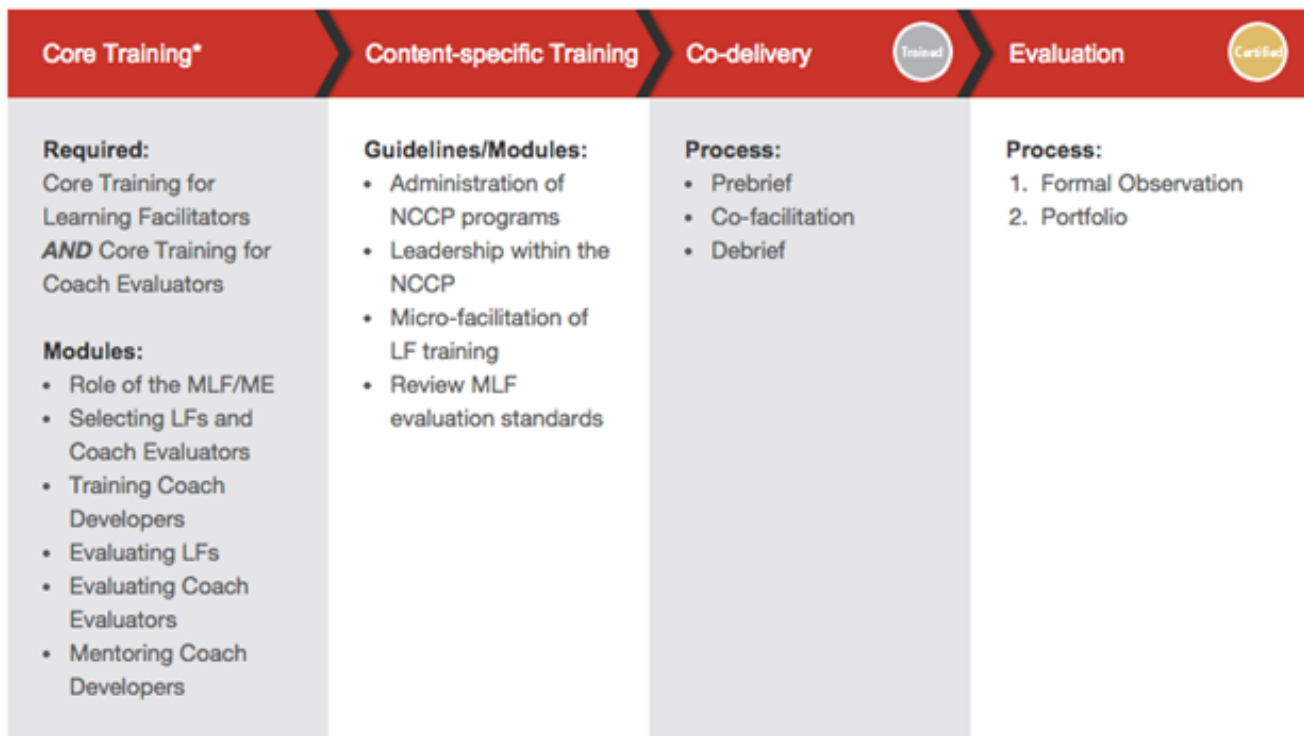 Core Training*
Content-specific Training
Co-delivery
Trained
Evaluation
Certified
Required:
Core Training for
Learning Facilitators
AND Core Training for
Coach Evaluators
Modules:
• Role of the MLF/ME
• Selecting LFs and
Coach Evaluators
• Training Coach
Developers
• Evaluating LFs
• Evaluating Coach
Evaluators
• Mentoring Coach
Developers
Guidelines/Modules:
• Administration of
NCCP programs
• Leadership within the
NCCP
• Micro-facilitation of
LF training
• Review MLF
evaluation standards
Process:
• Prebrief
• Co-facilitation
• Debrief
Process:
1. Formal Observation
2. Portfolio